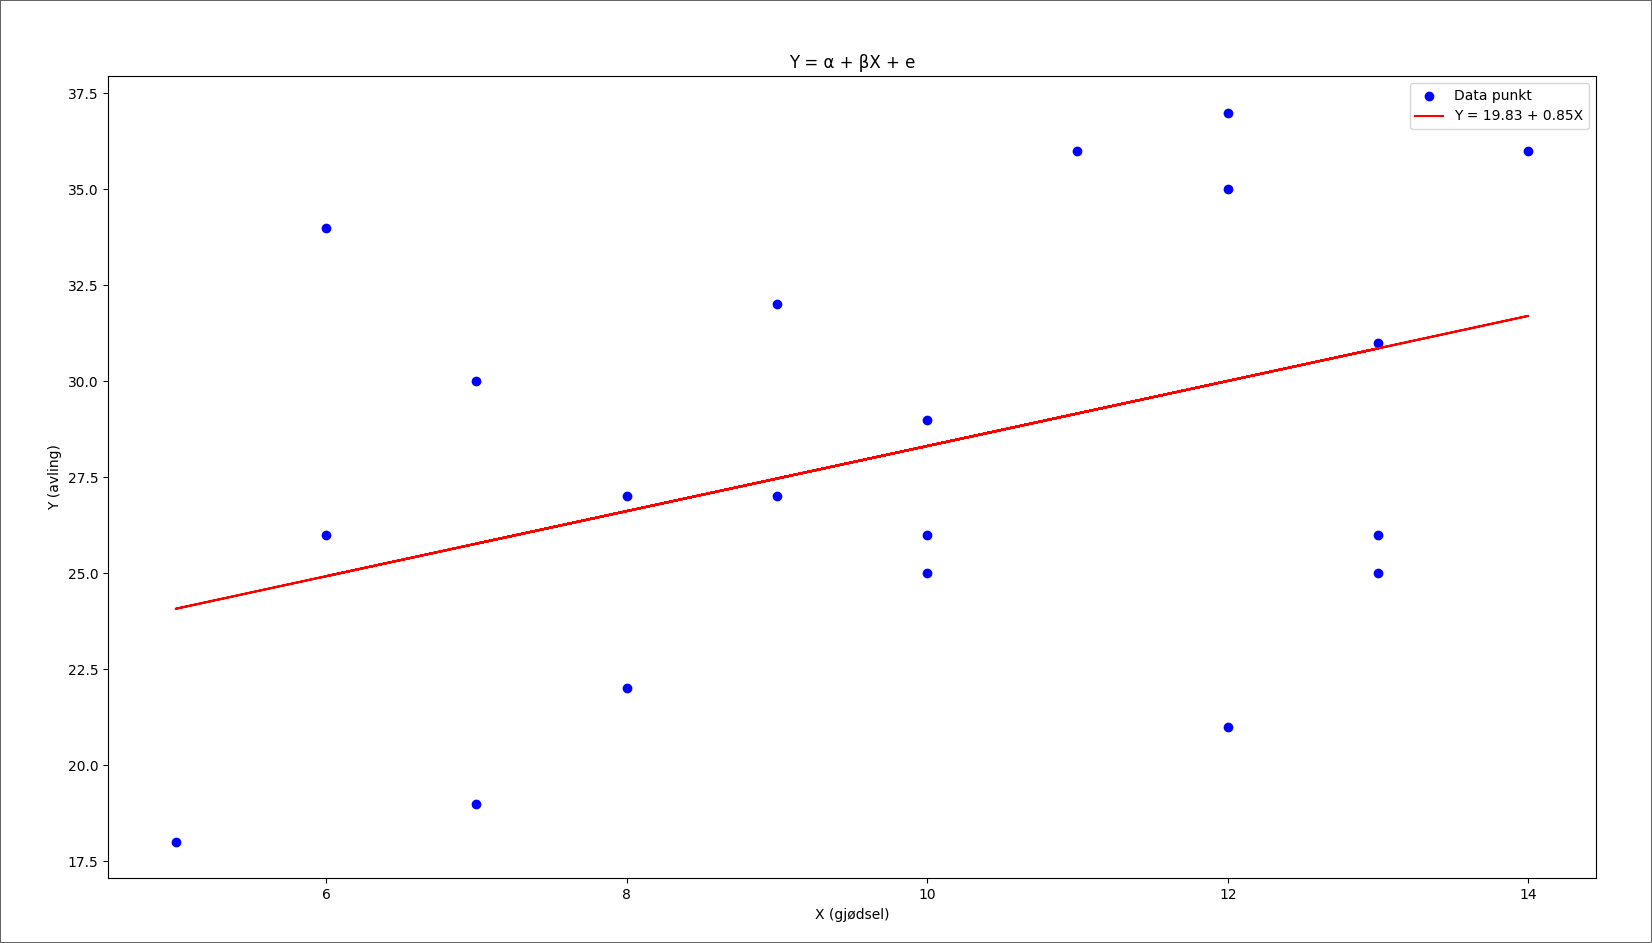 Y = α + βX + e
Data punkt
Y = 19.83 + 0.85X
37.5
35.0
32.5
30.0
27.5
25.0
22.5
20.0
17.5
Y (avling)
6 8 10 12 14
X (gjødsel)